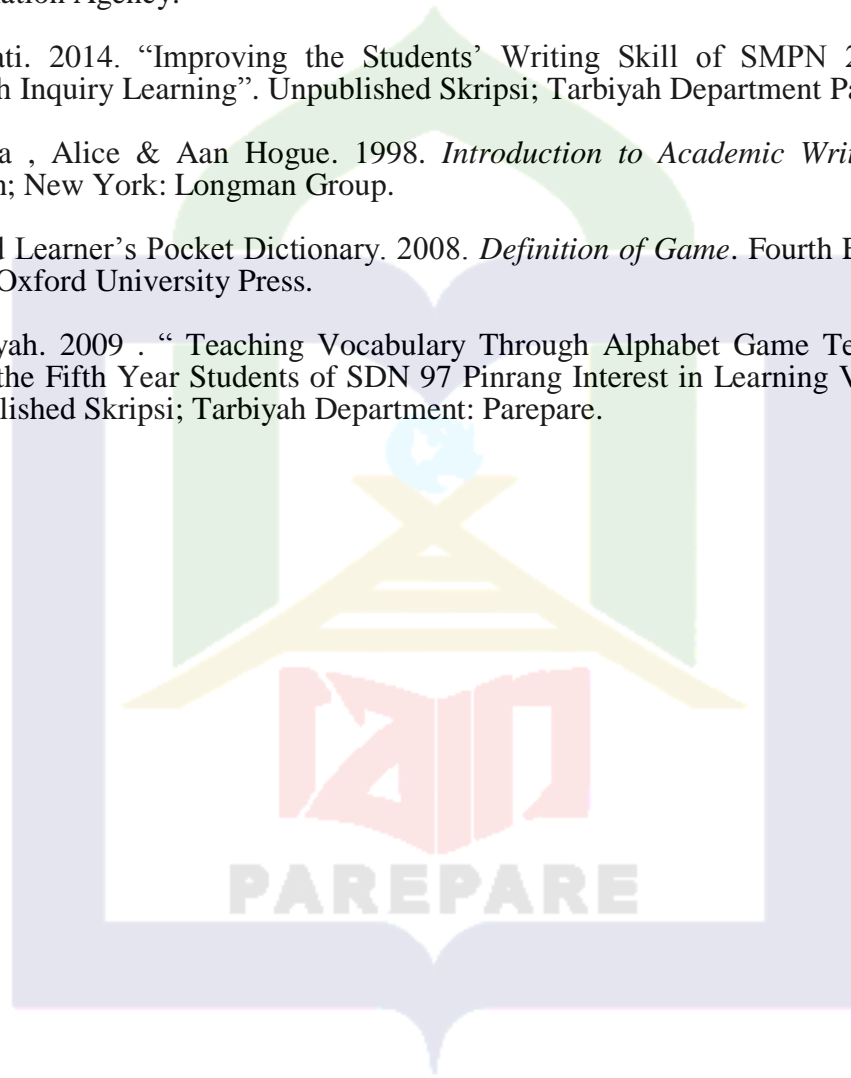 ation Agency.
ati. 2014. “Improving the Students’ Writing Skill of SMPN 2
h Inquiry Learning”. Unpublished Skripsi; Tarbiyah Department Pa
a , Alice & Aan Hogue. 1998. Introduction to Academic Writ
n; New York: Longman Group.
d Learner’s Pocket Dictionary. 2008. Definition of Game. Fourth E
Oxford University Press.
yah. 2009 . “ Teaching Vocabulary Through Alphabet Game Te
the Fifth Year Students of SDN 97 Pinrang Interest in Learning V
lished Skripsi; Tarbiyah Department: Parepare.
PAREPARE